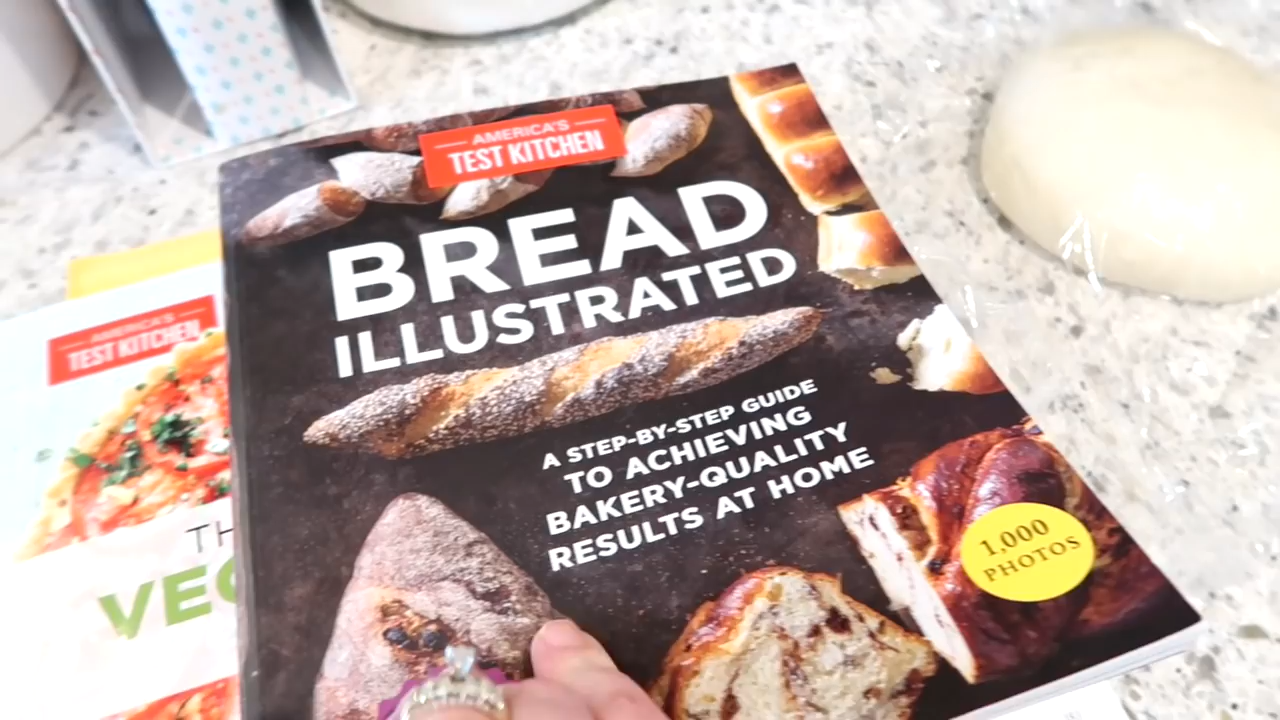 AMERICA'S
TEST KITCHEN
BREAD
ILLUSTRATED
A STEP-BY-STEP GUIDE
TO ACHIEVING
BAKERY-QUALITY
RESULTS AT HOME
1,000
PHOTOS
AMERICA'S
TEST KITCHEN
TH
VEG